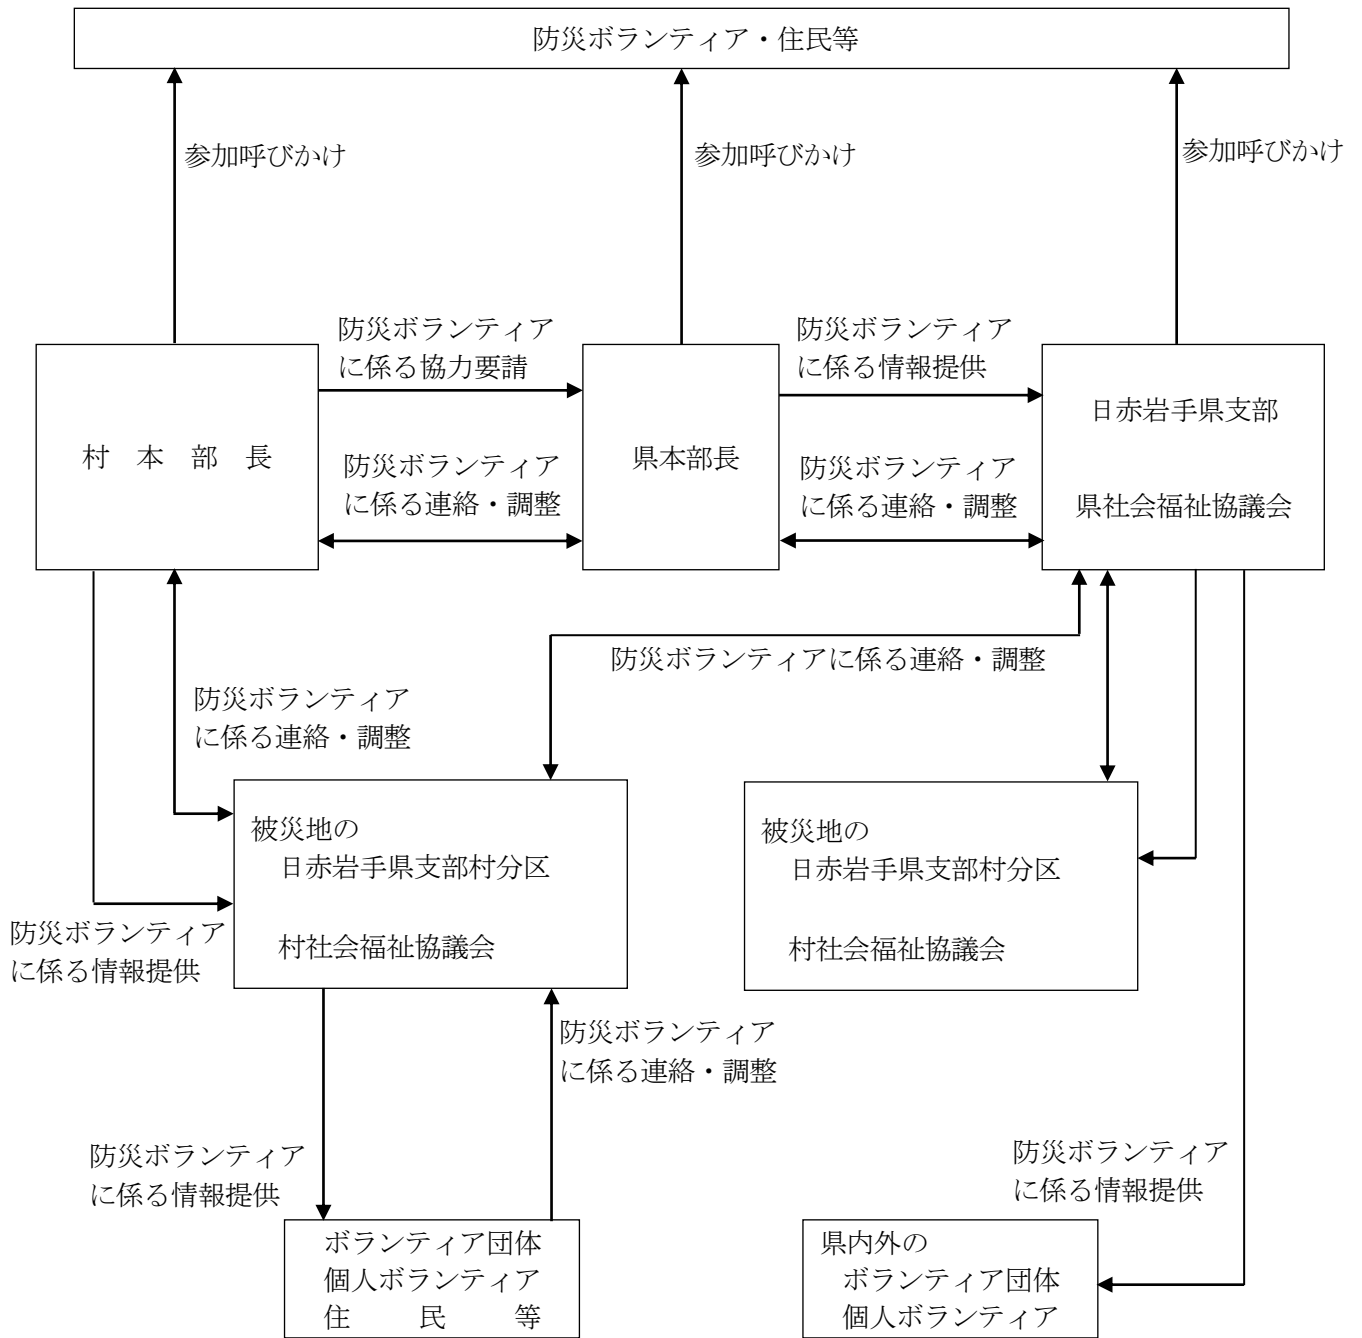 防災ボランティア・住民等
参加呼びかけ
参加呼びかけ
参加呼びかけ
防災ボランティア
に係る協力要請
防災ボランティア
に係る情報提供
村　本　部　長
県本部長
日赤岩手県支部
県社会福祉協議会
防災ボランティア
に係る連絡・調整
防災ボランティア
に係る連絡・調整
防災ボランティアに係る連絡・調整
防災ボランティア
に係る連絡・調整
被災地の
日赤岩手県支部村分区
村社会福祉協議会
被災地の
日赤岩手県支部村分区
村社会福祉協議会
防災ボランティア
に係る情報提供
防災ボランティア
に係る連絡・調整
防災ボランティア
に係る情報提供
防災ボランティア
に係る情報提供
ボランティア団体
個人ボランティア
住　　民　　等
県内外の
ボランティア団体
個人ボランティア